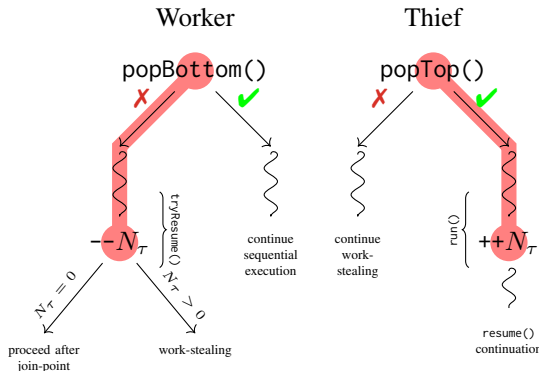 Worker
Thief
popBottom()
popTop()
✗
✔
✗
✔
tryResume()
run()
--Nτ
++Nτ
continue
sequential
execution
continue
work-
stealing
Nτ = 0
Nτ > 0
proceed after
join-point
work-stealing
resume()
continuation